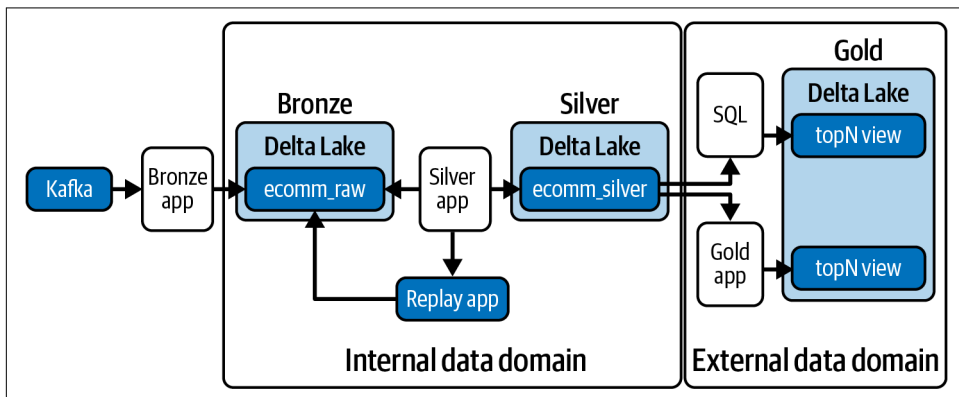 Kafka
Bronze
app
Bronze
Delta Lake
ecomm_raw
Silver
app
Replay app
Silver
Delta Lake
ecomm_silver
Internal data domain
SQL
Gold
app
Gold
Delta Lake
topN view
topN view
External data domain